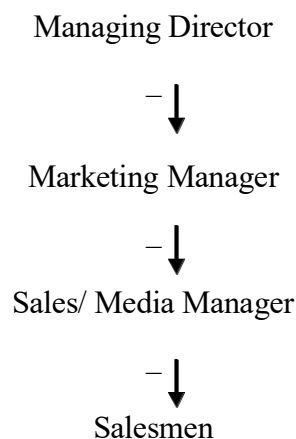 Managing Director
–
Marketing Manager
–
Sales/ Media Manager
–
Salesmen